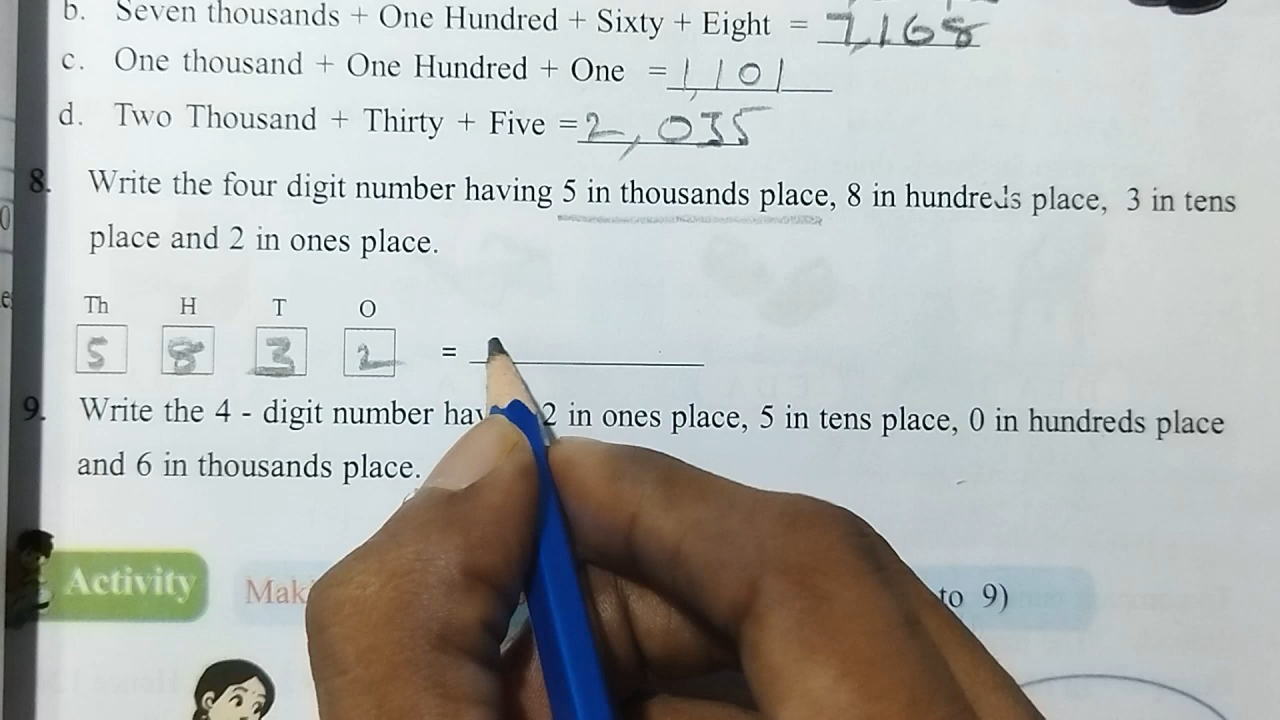 b. Seven thousands + One Hundred + Sixty + Eight = 7,168
c. One thousand + One Hundred + One = 1,101
d. Two Thousand + Thirty + Five = 2,035
8. Write the four digit number having 5 in thousands place, 8 in hundreds place, 3 in tens
place and 2 in ones place.
Th H T O
5 8 3 2 =
9. Write the 4 - digit number 2 in ones place, 5 in tens place, 0 in hundreds place
and 6 in thousands place.
Activity to 9)